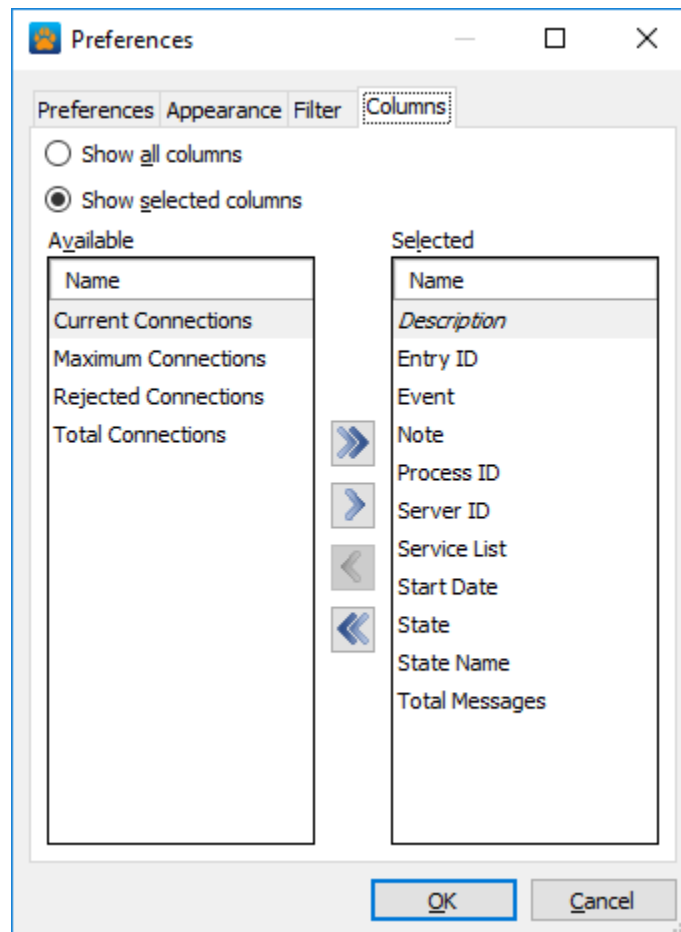 Preferences
Preferences Appearance Filter Columns
Show all columns
Show selected columns
Available
Name
Current Connections
Maximum Connections
Rejected Connections
Total Connections
Selected
Name
Description
Entry ID
Event
Note
Process ID
Server ID
Service List
Start Date
State
State Name
Total Messages
OK Cancel